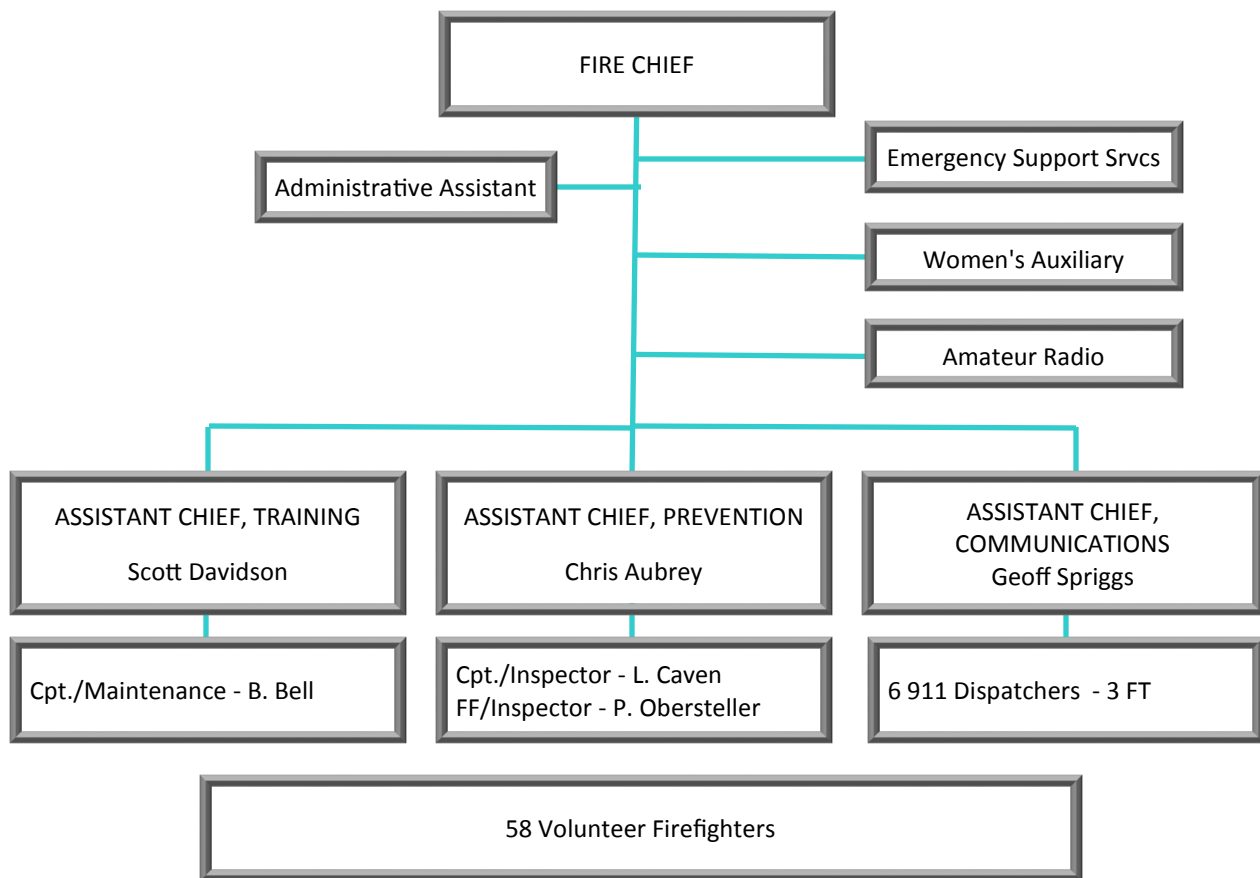 FIRE CHIEF
Emergency Support Srvcs
Administrative Assistant
Women's Auxiliary
Amateur Radio
ASSISTANT CHIEF, TRAINING
Scott Davidson
ASSISTANT CHIEF, PREVENTION
Chris Aubrey
ASSISTANT CHIEF,
COMMUNICATIONS
Geoff Spriggs
Cpt./Maintenance - B. Bell
Cpt./Inspector - L. Caven
FF/Inspector - P. Obersteller
6 911 Dispatchers - 3 FT
58 Volunteer Firefighters